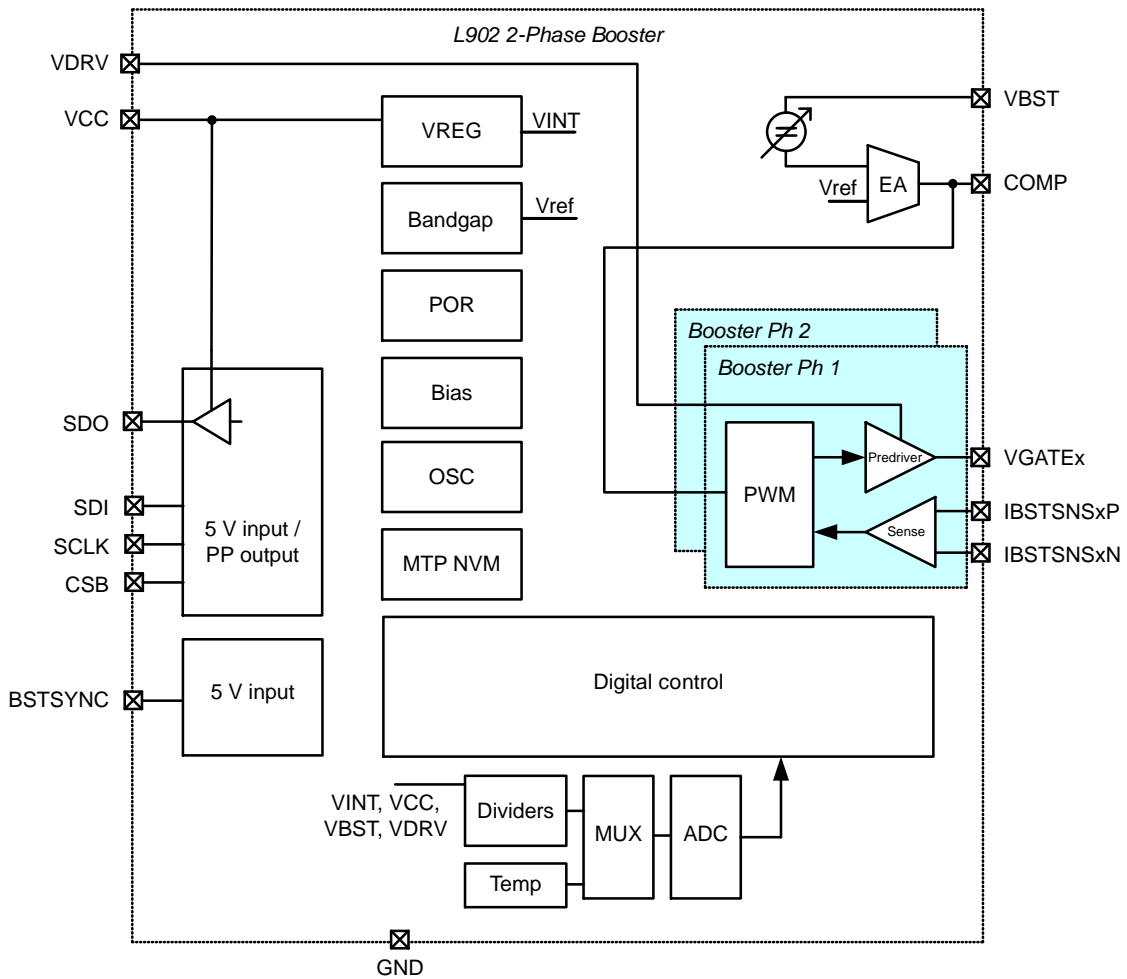 L902 2-Phase Booster
VDRV
VBST
VCC
VREG
VINT
EA
Vref
COMP
Bandgap
Vref
POR
Booster Ph 2
Booster Ph 1
Bias
SDO
Predriver
VGATEx
OSC
PWM
SDI
IBSTSNSxP
5 V input /
PP output
Sense
SCLK
IBSTSNSxN
MTP NVM
CSB
BSTSYNC
5 V input
Digital control
VINT, VCC,
VBST, VDRV
Dividers
MUX
ADC
Temp
GND